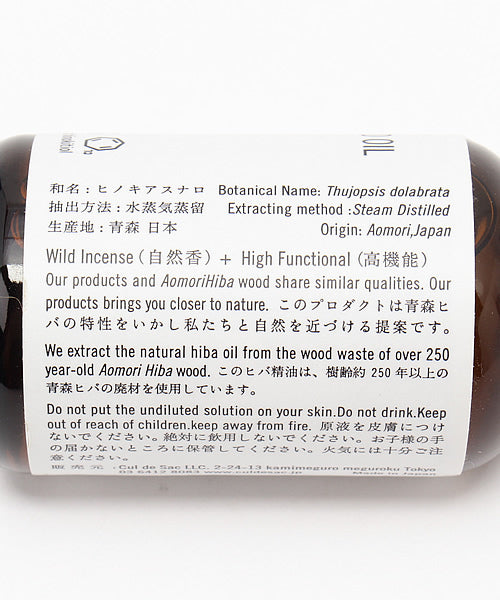 OIL
和名：ヒノキアスナロ Botanical Name: Thujopsis dolabrata
抽出方法：水蒸気蒸留 Extracting method :Steam Distilled
生産地：青森 日本 Origin: Aomori,Japan
Wild Incense（自然香）+ High Functional（高機能）
Our products and AomoriHiba wood share similar qualities. Our
products brings you closer to nature. このプロダクトは青森ヒ
バの特性をいかし私たちと自然を近づける提案です。
We extract the natural hiba oil from the wood waste of over 250
year-old Aomori Hiba wood. このヒバ精油は、樹齢約 250 年以上の
青森ヒバの廃材を使用しています。
Do not put the undiluted solution on your skin.Do not drink.Keep
out of reach of children.keep away from fire. 原液を皮膚につけ
ないでください。絶対に飲用しないでください。お子様の手
の届かないところに保管してください。火気には十分ご注
意ください。
販売元：Cul de Sac LLC. 2-24-13 kamimeguro meguroku Tokyo
03 6412 8083 www.culdesac.jp Made in Japan